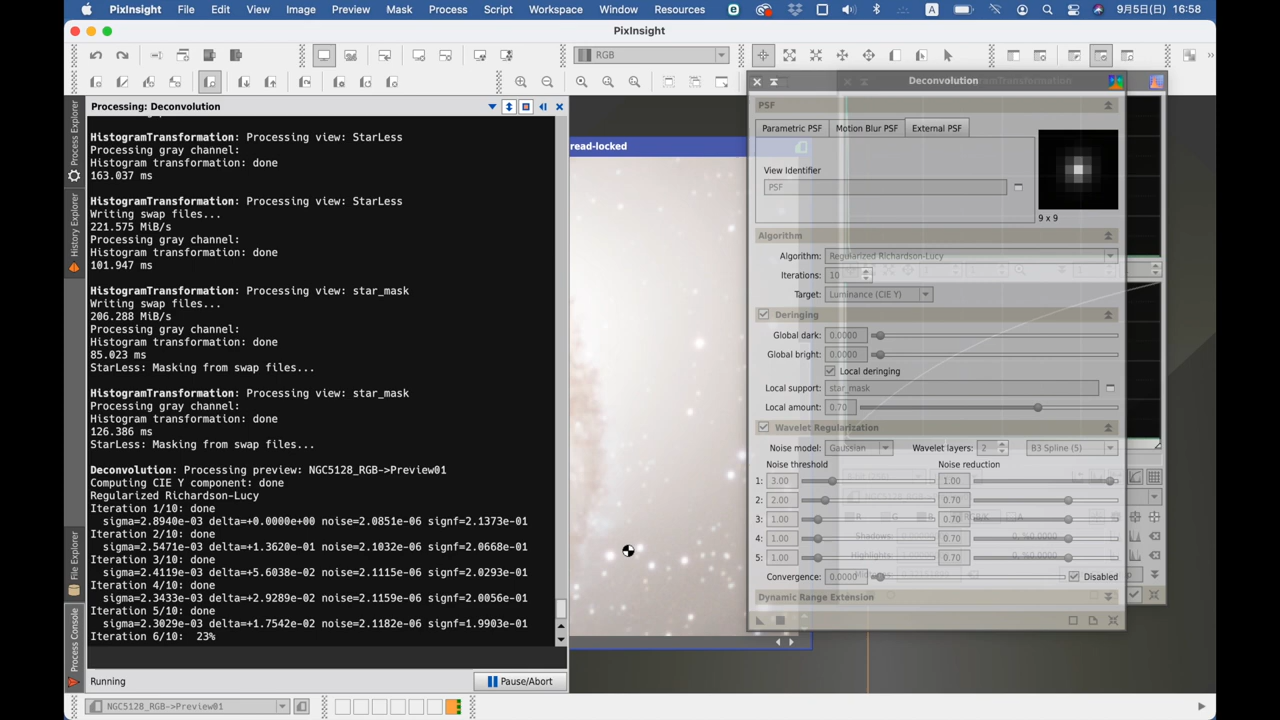 PixInsight File Edit View Image Preview Mask Process Script Workspace Window Resources A 9月5日(日) 16:58
PixInsight
RGB
Processing: Deconvolution
Process Explorer
History Explorer
File Explorer
Process Console
HistogramTransformation: Processing view: StarLess
Processing gray channel:
Histogram transformation: done
163.037 ms
HistogramTransformation: Processing view: StarLess
Writing swap files...
221.575 MiB/s
Processing gray channel:
Histogram transformation: done
101.947 ms
HistogramTransformation: Processing view: star_mask
Writing swap files...
206.288 MiB/s
Processing gray channel:
Histogram transformation: done
85.023 ms
StarLess: Masking from swap files...
HistogramTransformation: Processing view: star_mask
Processing gray channel:
Histogram transformation: done
126.386 ms
StarLess: Masking from swap files...
Deconvolution: Processing preview: NGC5128_RGB->Preview01
Computing CIE Y component: done
Regularized Richardson-Lucy
Iteration 1/10: done
sigma=2.8940e-03 delta=+0.0000e+00 noise=2.0851e-06 signf=2.1373e-01
Iteration 2/10: done
sigma=2.5471e-03 delta=+1.3620e-01 noise=2.1032e-06 signf=2.0668e-01
Iteration 3/10: done
sigma=2.4119e-03 delta=+5.6038e-02 noise=2.1115e-06 signf=2.0293e-01
Iteration 4/10: done
sigma=2.3433e-03 delta=+2.9289e-02 noise=2.1159e-06 signf=2.0056e-01
Iteration 5/10: done
sigma=2.3029e-03 delta=+1.7542e-02 noise=2.1182e-06 signf=1.9903e-01
Iteration 6/10: 23%
Running
Pause/Abort
NGC5128_RGB->Preview01
read-locked
Deconvolution
PSF
Parametric PSF Motion Blur PSF External PSF
View Identifier
PSF
9 x 9
Algorithm
Algorithm: Regularized Richardson-Lucy
Iterations: 10
Target: Luminance (CIE Y)
Deringing
Global dark: 0.0000
Global bright: 0.0000
Local deringing
Local support: star_mask
Local amount: 0.70
Wavelet Regularization
Noise model: Gaussian Wavelet layers: 2 B3 Spline (5)
Noise threshold Noise reduction
1: 3.00 1.00
2: 2.00 0.70
3: 1.00 0.70
4: 1.00 0.70
5: 1.00 0.70
Convergence: 0.0000 Disabled
Dynamic Range Extension